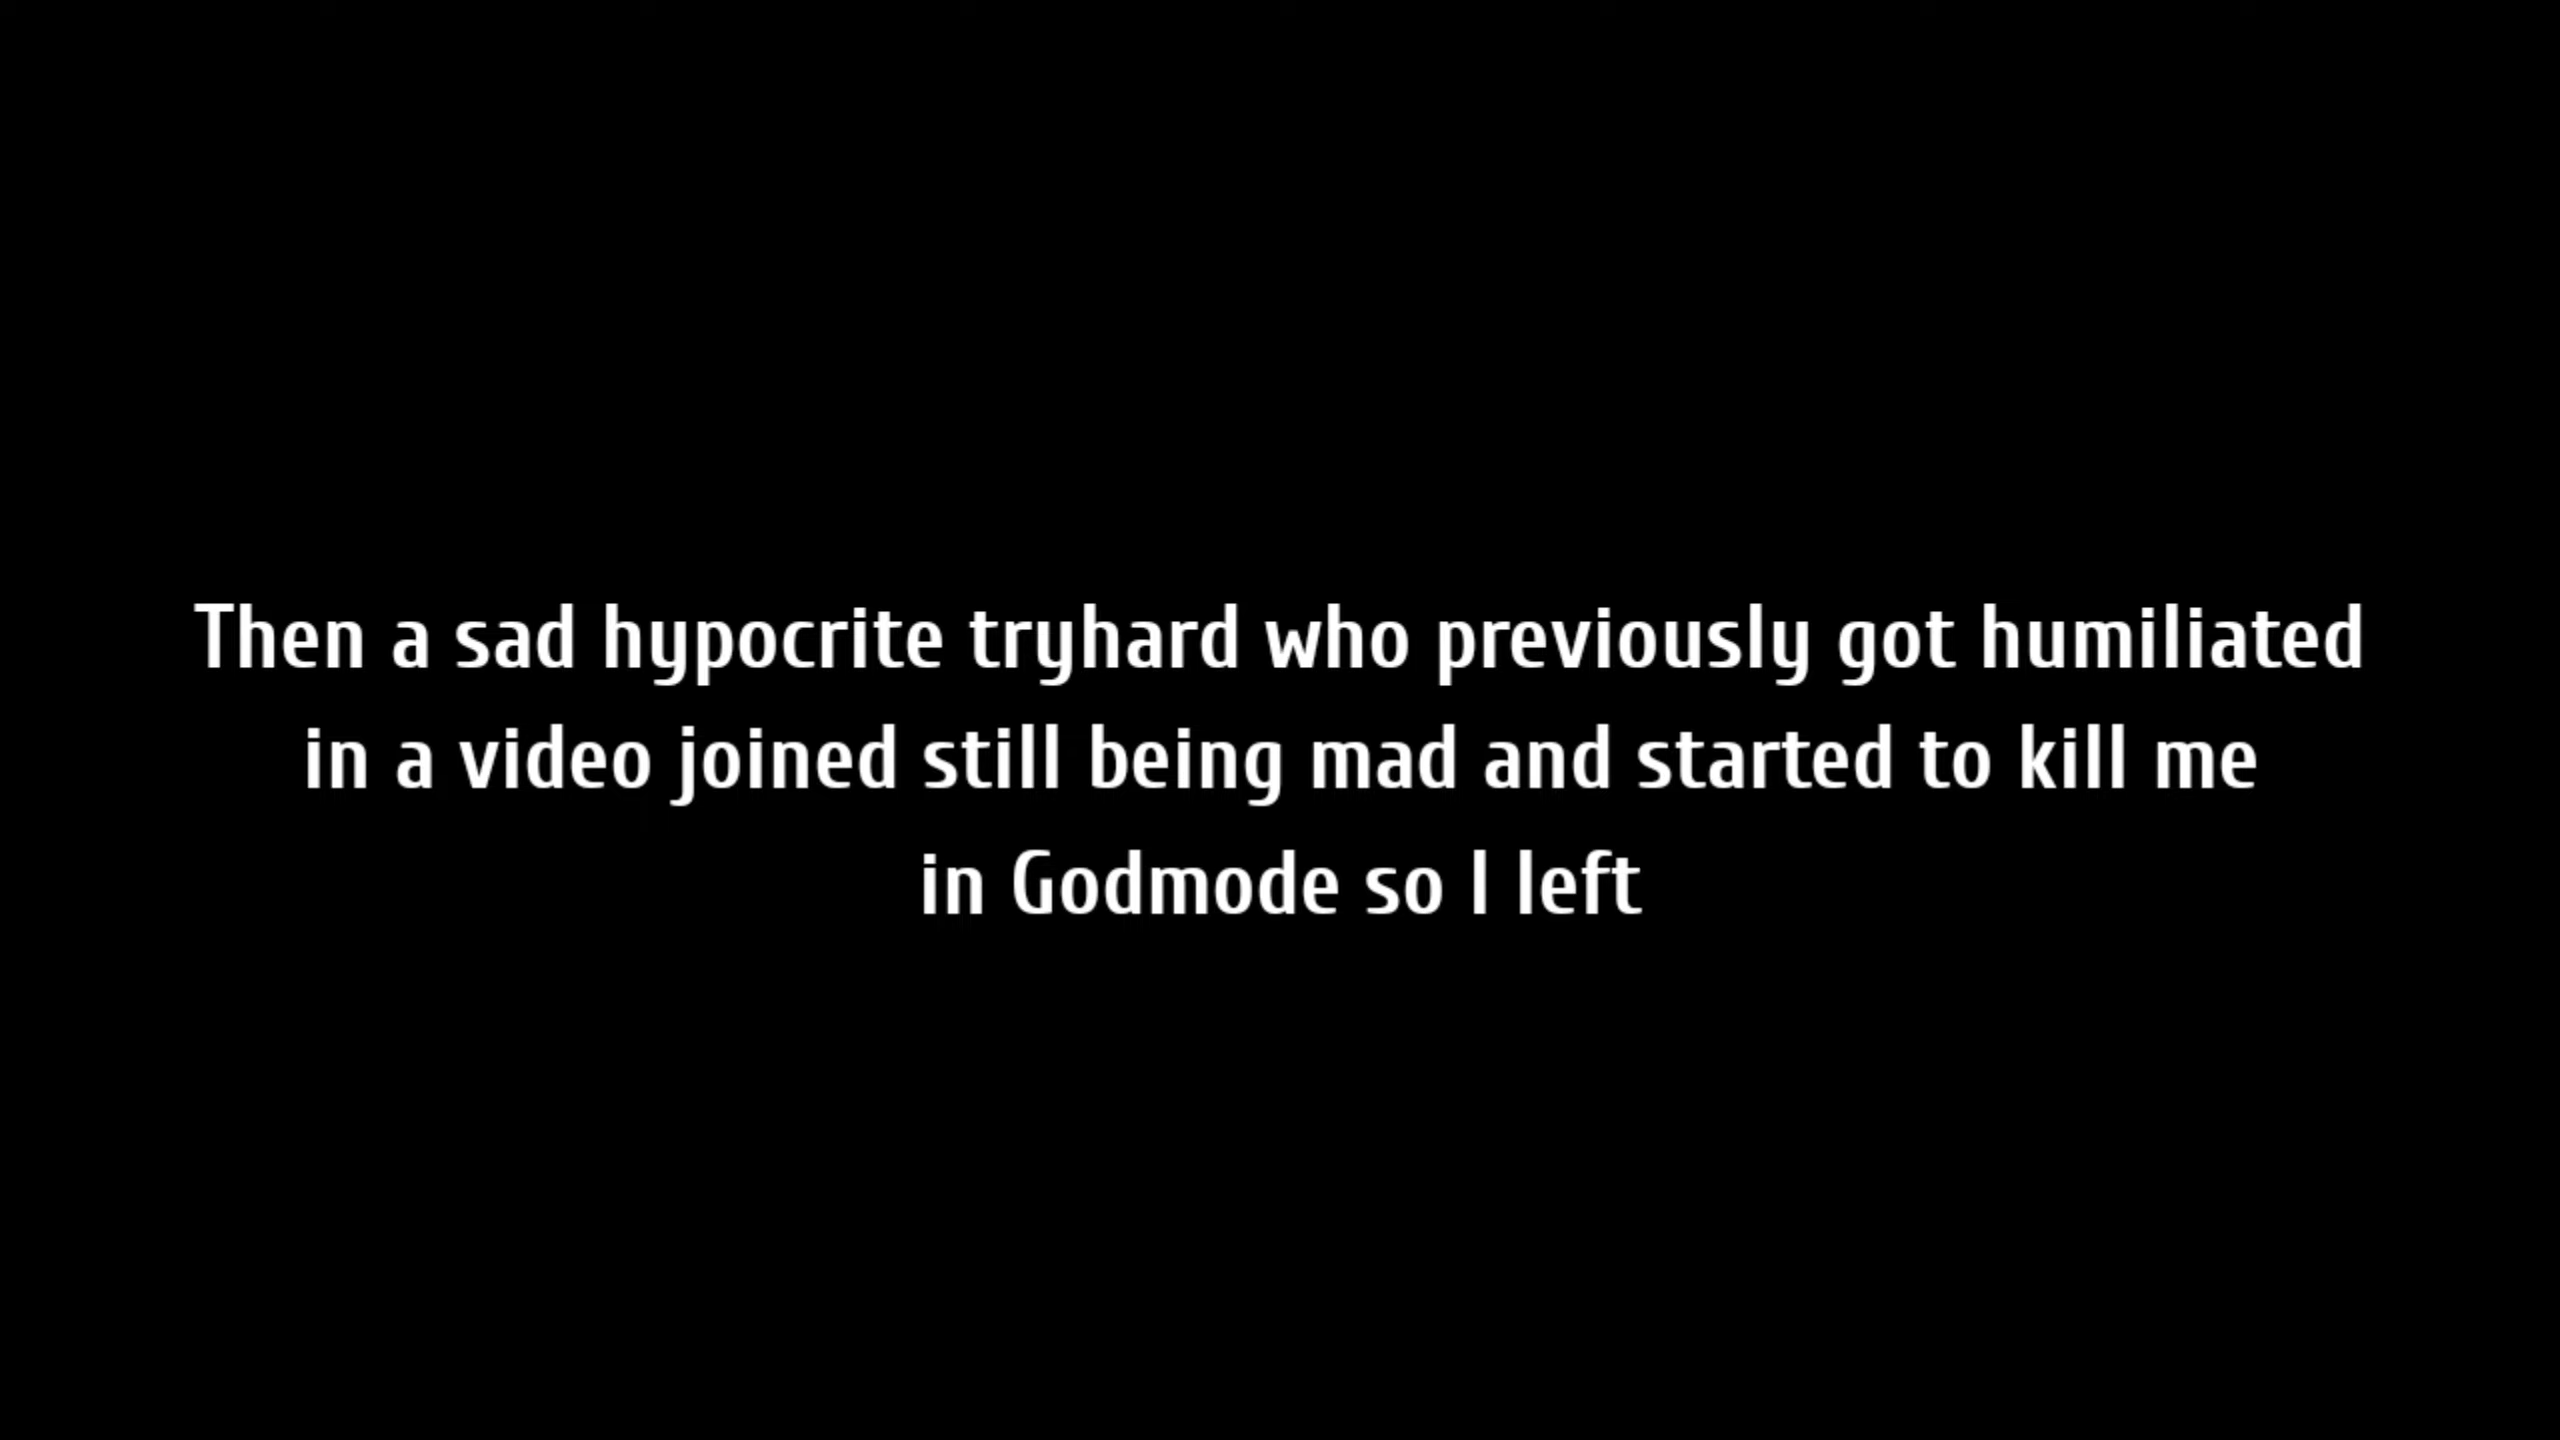 Then a sad hypocrite tryhard who previously got humiliated
in a video joined still being mad and started to kill me
in Godmode so I left